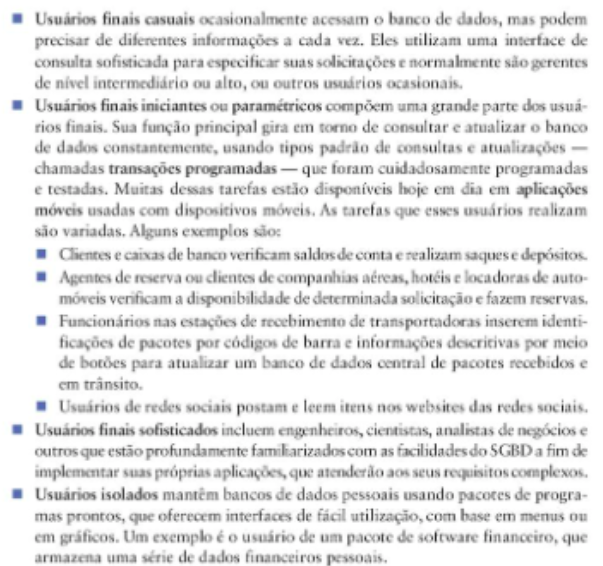 ■ Usuários finais casuais ocasionalmente acessam o banco de dados, mas podem
precisar de diferentes informações a cada vez. Eles utilizam uma interface de
consulta sofisticada para especificar suas solicitações e normalmente são gerentes
de nível intermediário ou alto, ou outros usuários ocasionais.
■ Usuários finais iniciantes ou paramétricos compõem uma grande parte dos usuá-
rios finais. Sua função principal gira em torno de consultar e atualizar o banco
de dados constantemente, usando tipos padrão de consultas e atualizações —
chamadas transações programadas — que foram cuidadosamente programadas
e testadas. Muitas dessas tarefas estão disponíveis hoje em dia em aplicações
móveis usadas com dispositivos móveis. As tarefas que esses usuários realizam
são variadas. Alguns exemplos são:
■ Clientes e caixas de banco verificam saldos de conta e realizam saques e depósitos.
■ Agentes de reserva ou clientes de companhias aéreas, hotéis e locadoras de auto-
móveis verificam a disponibilidade de determinada solicitação e fazem reservas.
■ Funcionários nas estações de recebimento de transportadoras inserem identi-
ficações de pacotes por códigos de barra e informações descritivas por meio
de botões para atualizar um banco de dados central de pacotes recebidos e
em trânsito.
■ Usuários de redes sociais postam e leem itens nos websites das redes sociais.
■ Usuários finais sofisticados incluem engenheiros, cientistas, analistas de negócios e
outros que estão profundamente familiarizados com as facilidades do SGBD a fim de
implementar suas próprias aplicações, que atenderão aos seus requisitos complexos.
■ Usuários isolados mantêm bancos de dados pessoais usando pacotes de progra-
mas prontos, que oferecem interfaces de fácil utilização, com base em menus ou
em gráficos. Um exemplo é o usuário de um pacote de software financeiro, que
armazena uma série de dados financeiros pessoais.